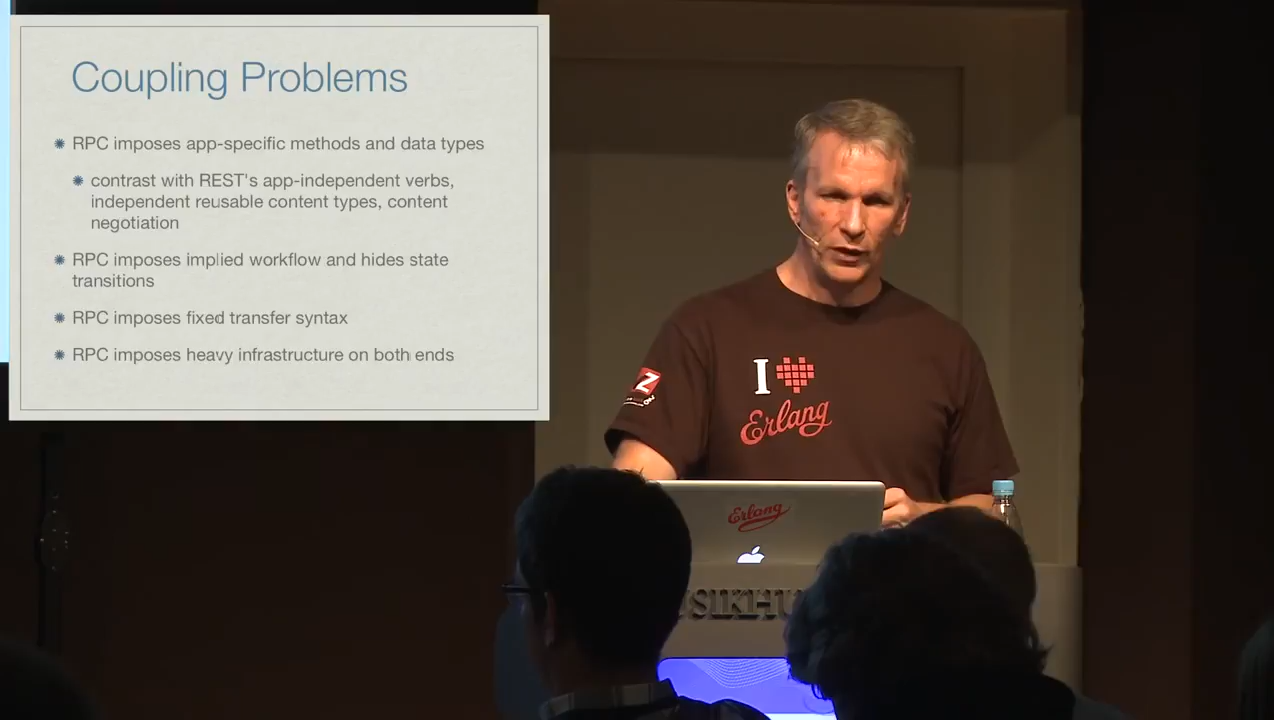 Coupling Problems
RPC imposes app-specific methods and data types
contrast with REST's app-independent verbs,
independent reusable content types, content
negotiation
RPC imposes implied workflow and hides state
transitions
RPC imposes fixed transfer syntax
RPC imposes heavy infrastructure on both ends
I
Erlang
Z
Erlang
USIKHU